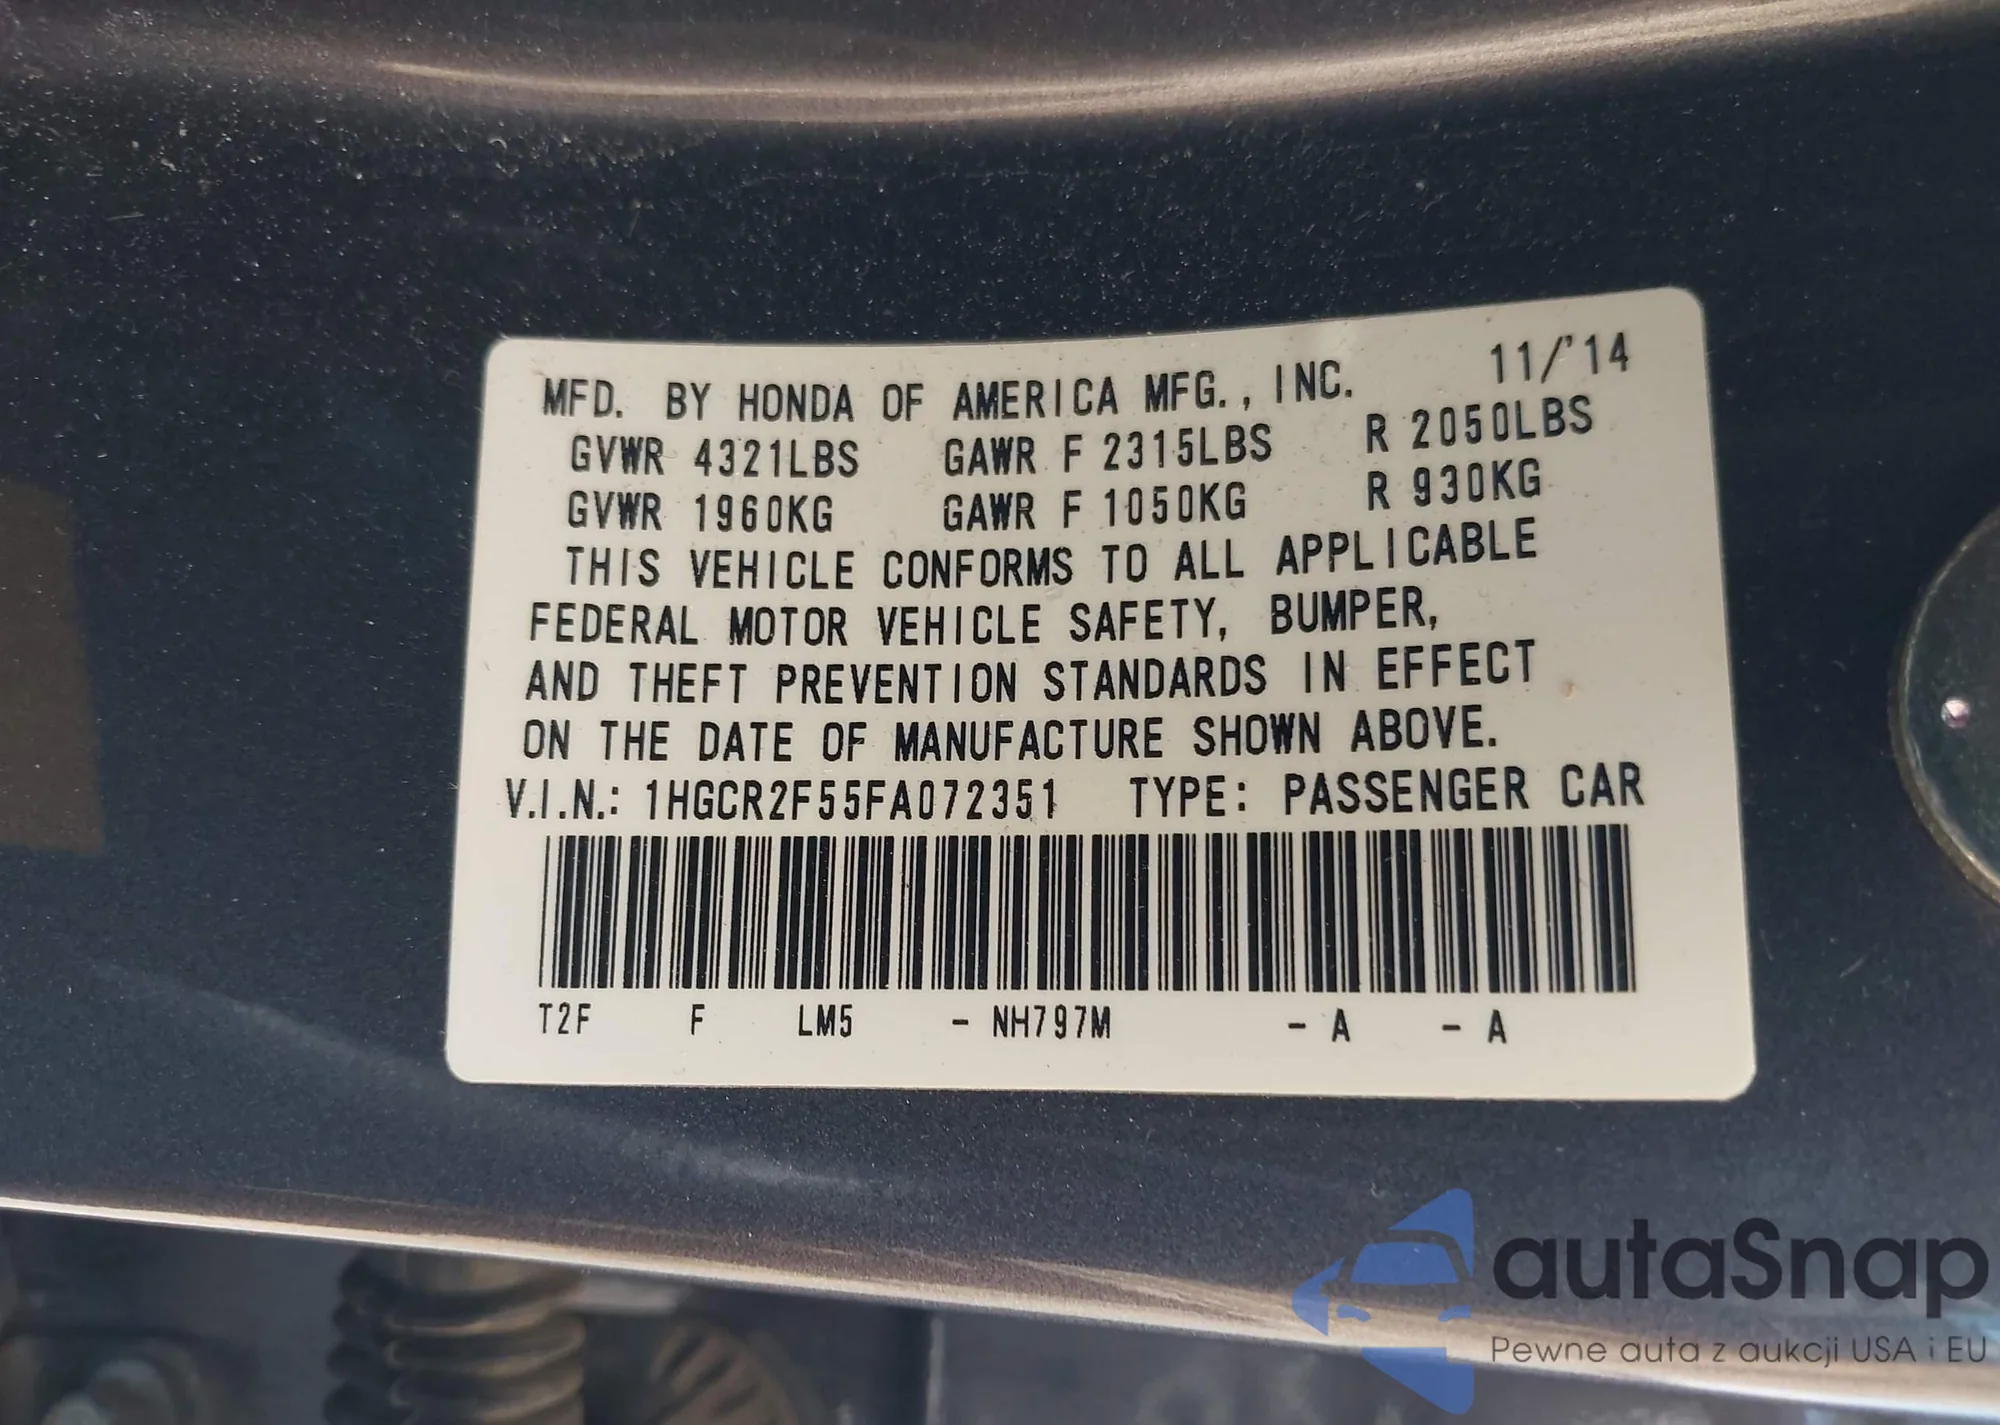 MFD. BY HONDA OF AMERICA MFG., INC. 11/'14
GVWR 4321LBS GAWR F 2315LBS R 2050LBS
GVWR 1960KG GAWR F 1050KG R 930KG
THIS VEHICLE CONFORMS TO ALL APPLICABLE
FEDERAL MOTOR VEHICLE SAFETY, BUMPER,
AND THEFT PREVENTION STANDARDS IN EFFECT
ON THE DATE OF MANUFACTURE SHOWN ABOVE.
V.I.N.: 1HGCR2F55FA072351 TYPE: PASSENGER CAR
T2F F LM5 - NH797M - A - A
autaSnap
Pewne auta z aukcji USA i EU